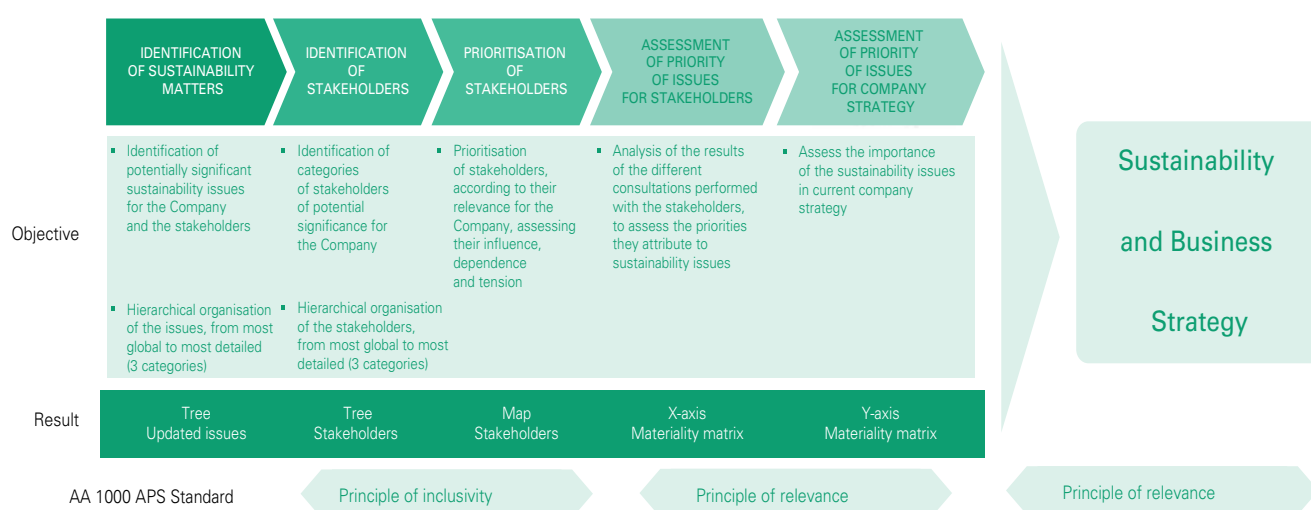 IDENTIFICATION
OF SUSTAINABILITY
MATTERS
IDENTIFICATION
OF
STAKEHOLDERS
PRIORITISATION
OF
STAKEHOLDERS
ASSESSMENT
OF PRIORITY
OF ISSUES
FOR STAKEHOLDERS
ASSESSMENT
OF PRIORITY
OF ISSUES
FOR COMPANY
STRATEGY
Objective
▪ Identification of
potentially significant
sustainability issues
for the Company
and the stakeholders
▪ Hierarchical organisation
of the issues, from most
global to most detailed
(3 categories)
▪ Identification of
categories
of stakeholders
of potential
significance for
the Company
▪ Hierarchical organisation
of the stakeholders,
from most global to most
detailed (3 categories)
▪ Prioritisation
of stakeholders,
according to their
relevance for the
Company, assessing
their influence,
dependence
and tension
▪ Analysis of the results
of the different
consultations performed
with the stakeholders,
to assess the priorities
they attribute to
sustainability issues
▪ Assess the importance
of the sustainability issues
in current company
strategy
Sustainability
and Business
Strategy
Result
Tree
Updated issues
Tree
Stakeholders
Map
Stakeholders
X-axis
Materiality matrix
Y-axis
Materiality matrix
AA 1000 APS Standard
Principle of inclusivity
Principle of relevance
Principle of relevance